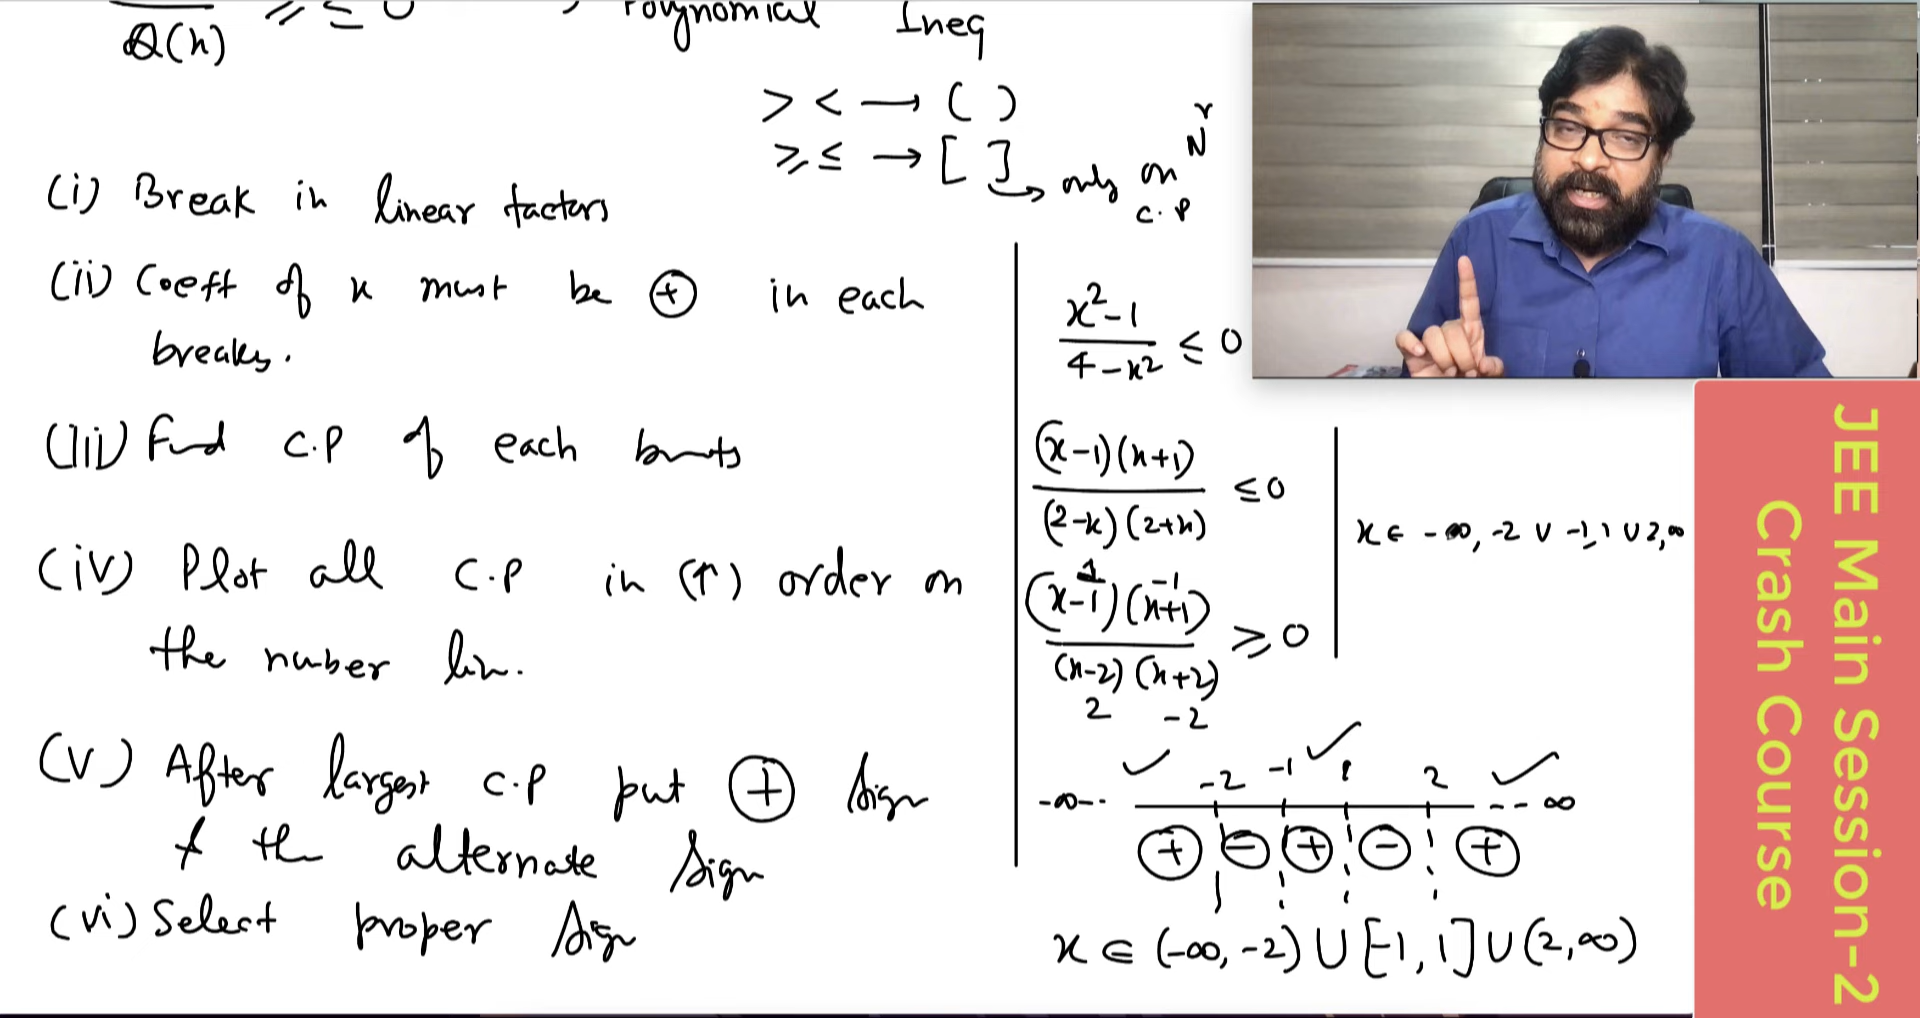 Q(x) ≥ ≤ 0 , Polynomial Ineq
> < → ( )
≥ ≤ → [ ] → only on Nr
C.P
(i) Break in linear factors
(ii) Coeff of x must be ⊕ in each
breaks.
(iii) Find C.P of each
(iv) Plot all C.P in (↑) order on
the number lin.
(v) After largest C.P put ⊕ sign
& the alternate sign
(vi) Select proper sign
x²-1
4-x² ≤ 0
(x-1)(x+1)
(2-x)(2+x) ≤ 0
x ∈ -∞, -2 ∪ -1, 1 ∪ 2, ∞
1 -1
(x-1)(x+1)
(x-2)(x+2) ≥ 0
2 -2
✓ ✓ ✓
-∞-- -2 -1 1 2 -- ∞
⊕ ⊖ ⊕ ⊖ ⊕
x ∈ (-∞, -2) ∪ [-1, 1] ∪ (2, ∞)
JEE Main Session-2
Crash Course